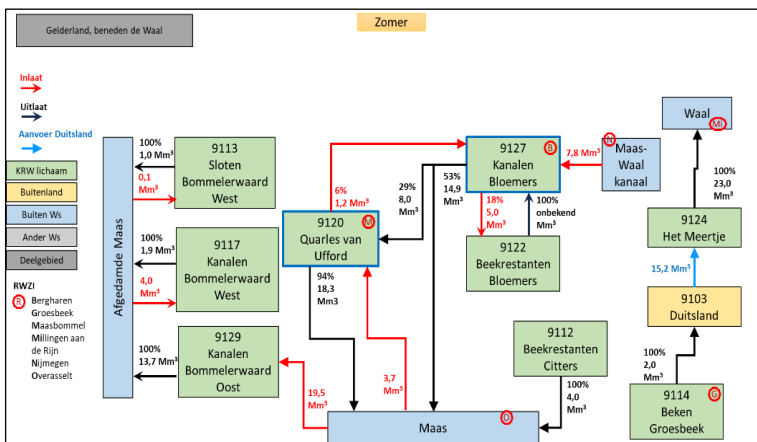 Gelderland, beneden de Waal
Zomer
Inlaat
Uitlaat
Aanvoer Duitsland
KRW lichaam
Buitenland
Buiten Ws
Ander Ws
Deelgebied
RWZI
R
Bergharen
Groesbeek
Maasbommel
Millingen aan
de Rijn
Nijmegen
Overasselt
Afgedamde Maas
100%
1,0 Mm³
0,1
Mm³
9113
Sloten
Bommelerwaard
West
100%
1,9 Mm³
4,0
Mm³
9117
Kanalen
Bommelerwaard
West
100%
13,7 Mm³
9129
Kanalen
Bommelerwaard
Oost
19,5
Mm³
6%
1,2 Mm³
9120
M
Quarles van
Ufford
94%
18,3
Mm3
3,7
Mm³
29%
8,0
Mm³
53%
14,9
Mm³
9127
B
Kanalen
Bloemers
7,8 Mm³
N
Maas-
Waal
kanaal
18%
5,0
Mm³
100%
onbekend
Mm³
9122
Beekrestanten
Bloemers
9112
Beekrestanten
Citters
100%
4,0
Mm³
Maas
O
Waal
Mi
100%
23,0
Mm³
9124
Het Meertje
15,2 Mm³
9103
Duitsland
100%
2,0
Mm³
9114
G
Beken
Groesbeek